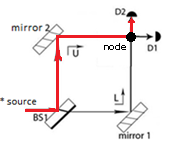 D2
mirror 2
node
D1
U
* source
L
BS1
mirror 1